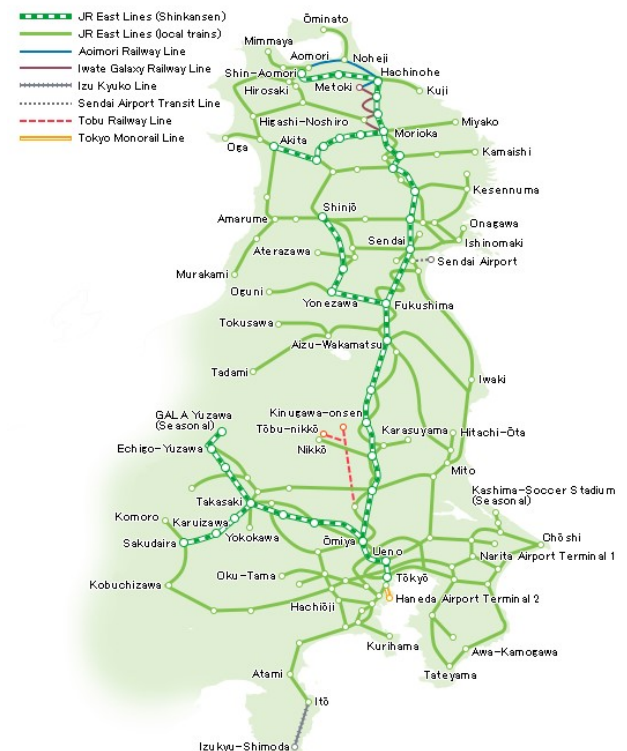 JR East Lines (Shinkansen)
JR East Lines (local trains)
Aoimori Railway Line
Iwate Galaxy Railway Line
Izu Kyuko Line
Sendai Airport Transit Line
Tobu Railway Line
Tokyo Monorail Line
Ōminato
Mimmaya
Aomori
Noheji
Shin-Aomori
Hachinohe
Metoki
Hirosaki
Kuji
Higashi-Noshiro
Miyako
Morioka
Oga
Akita
Kamaishi
Kesennuma
Shinjō
Amarume
Onagawa
Sendai
Ishinomaki
Aterazawa
Sendai Airport
Murakami
Oguni
Yonezawa
Fukushima
Tokusawa
Aizu-Wakamatsu
Tadami
Iwaki
GALA Yuzawa
(Seasonal)
Kinugawa-onsen
Tōbu-nikkō
Karasuyama
Hitachi-Ōta
Echigo-Yuzawa
Nikkō
Mito
Kashima-Soccer Stadium
(Seasonal)
Takasaki
Komoro
Karuizawa
Yokokawa
Chōshi
Sakudaira
Ōmiya
Ueno
Narita Airport Terminal 1
Kobuchizawa
Oku-Tama
Tōkyō
Haneda Airport Terminal 2
Hachiōji
Kurihama
Awa-Kamogawa
Tateyama
Atami
Itō
Izukyu-Shimoda